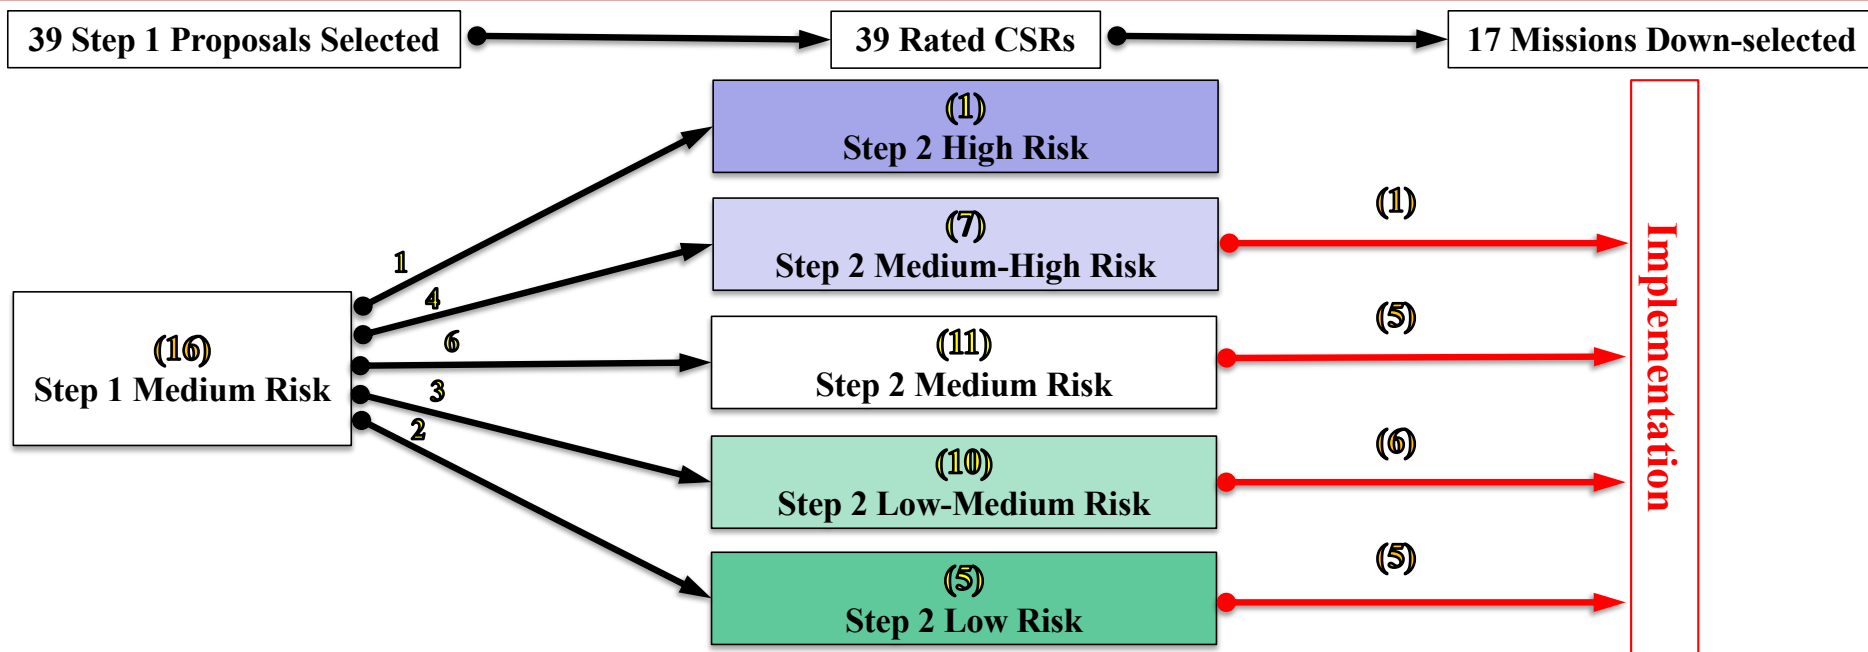 39 Step 1 Proposals Selected
39 Rated CSRs
17 Missions Down-selected
(1)
Step 2 High Risk
(7)
Step 2 Medium-High Risk
(1)
1
4
(16)
Step 1 Medium Risk
6
(11)
Step 2 Medium Risk
(5)
3
(10)
Step 2 Low-Medium Risk
(6)
2
(5)
Step 2 Low Risk
(5)
Implementation